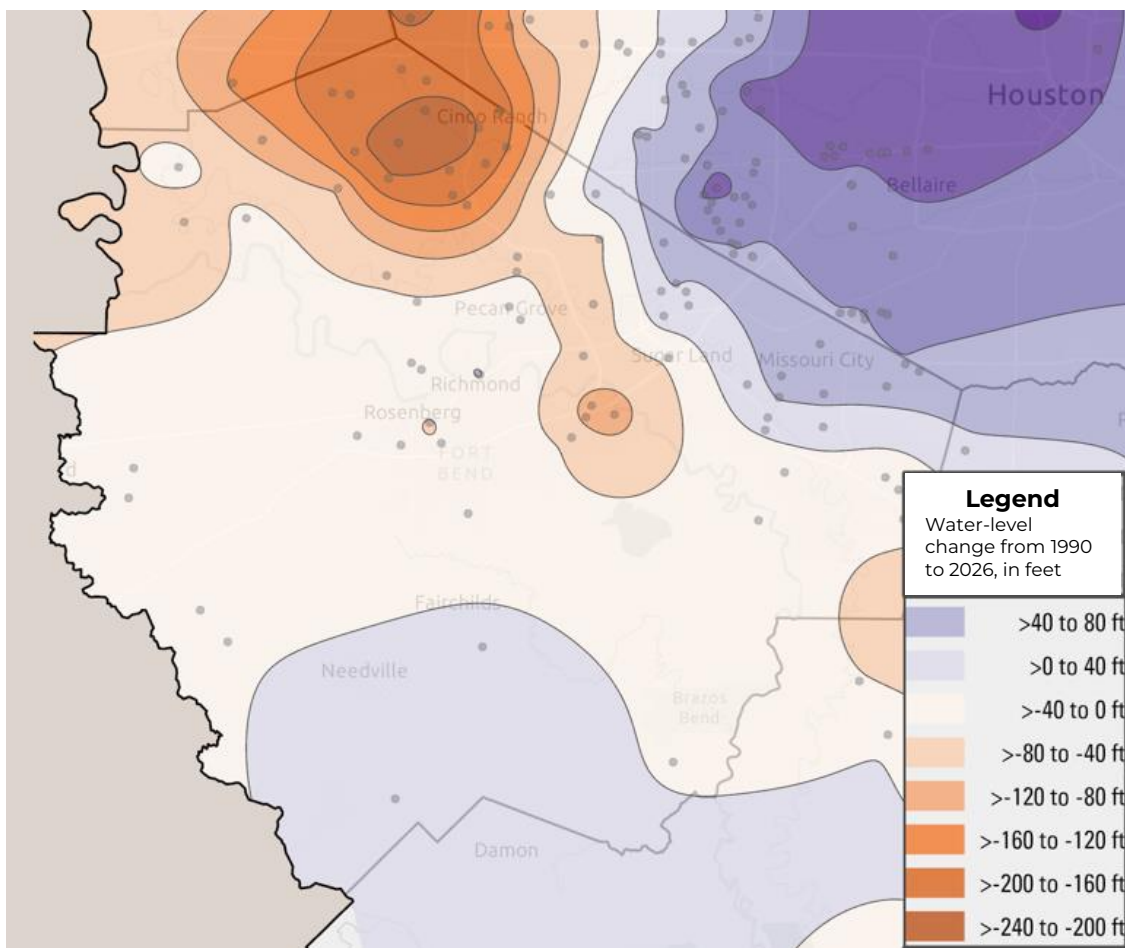 Cinco Ranch
Houston
Bellaire
Pecan Grove
Sugar Land
Missouri City
Richmond
Rosenberg
FORT
BEND
Fairchilds
Needville
Brazos
Bend
Damon
Legend
Water-level
change from 1990
to 2026, in feet
>40 to 80 ft
>0 to 40 ft
>-40 to 0 ft
>-80 to -40 ft
>-120 to -80 ft
>-160 to -120 ft
>-200 to -160 ft
>-240 to -200 ft